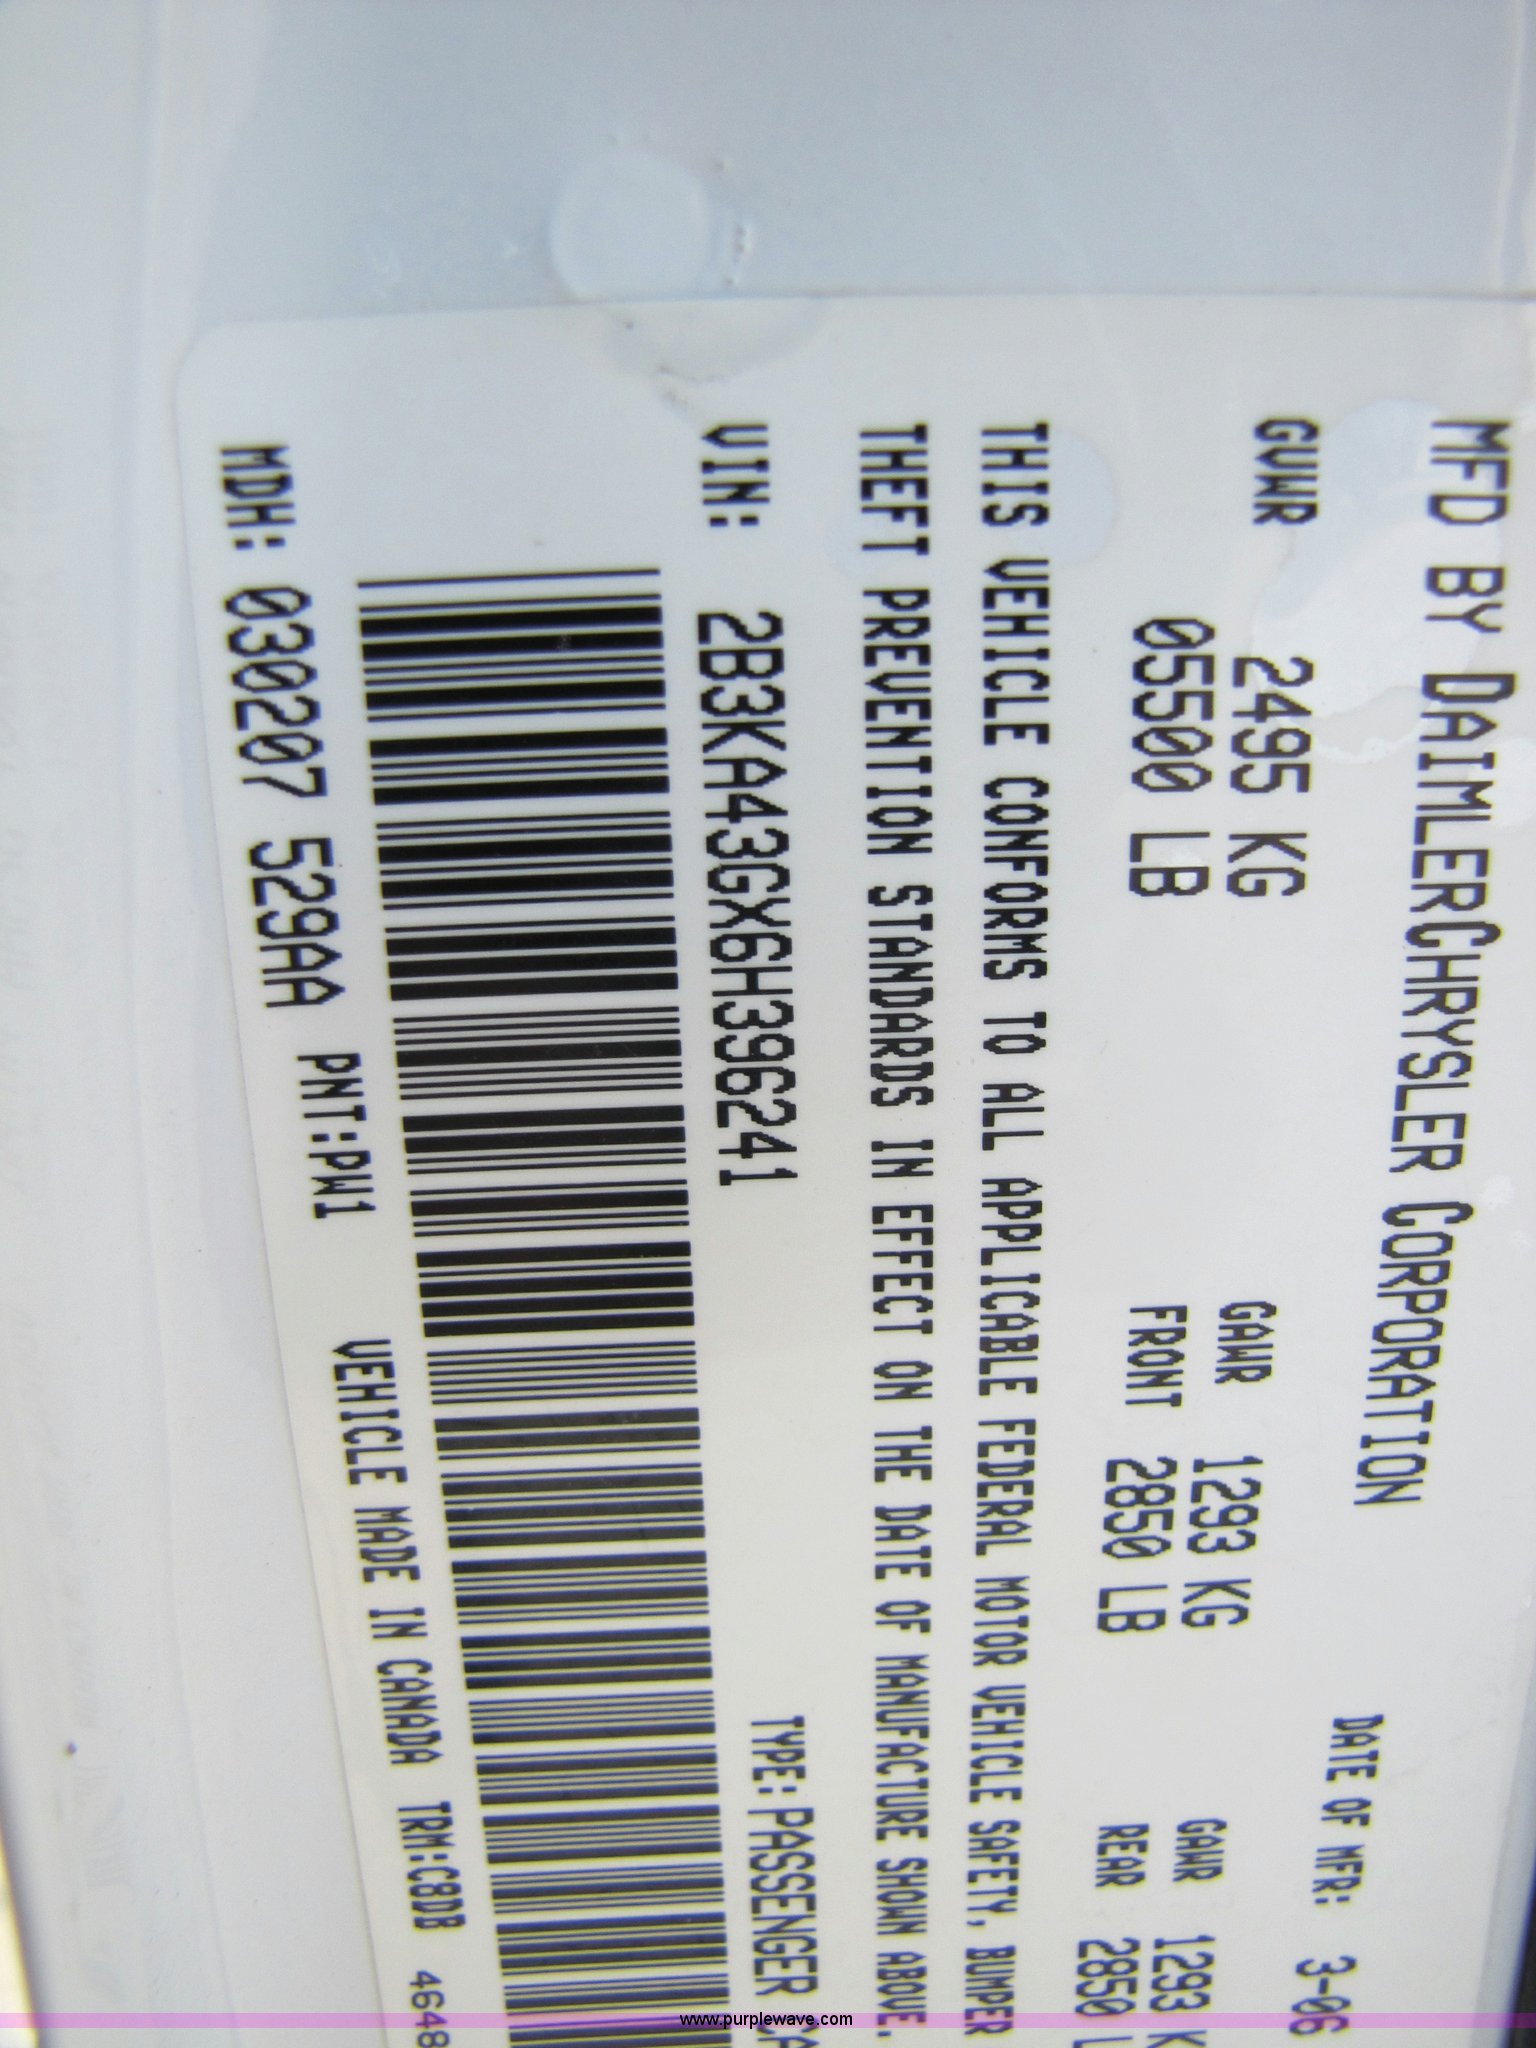 MFD BY DAIMLERCHRYSLER CORPORATION
DATE OF MFR: 3-06
GVWR 2495 KG
05500 LB
GAWR FRONT 1293 KG
2850 LB
GAWR REAR 1293 K
2850 L
THIS VEHICLE CONFORMS TO ALL APPLICABLE FEDERAL MOTOR VEHICLE SAFETY, BUMPER
THEFT PREVENTION STANDARDS IN EFFECT ON THE DATE OF MANUFACTURE SHOWN ABOVE.
VIN: 2B3KA43GX6H396241 TYPE: PASSENGER CA
MDH: 030207 529AA PNT:PW1 VEHICLE MADE IN CANADA TRM:C8DB 4648
www.purplewave.com